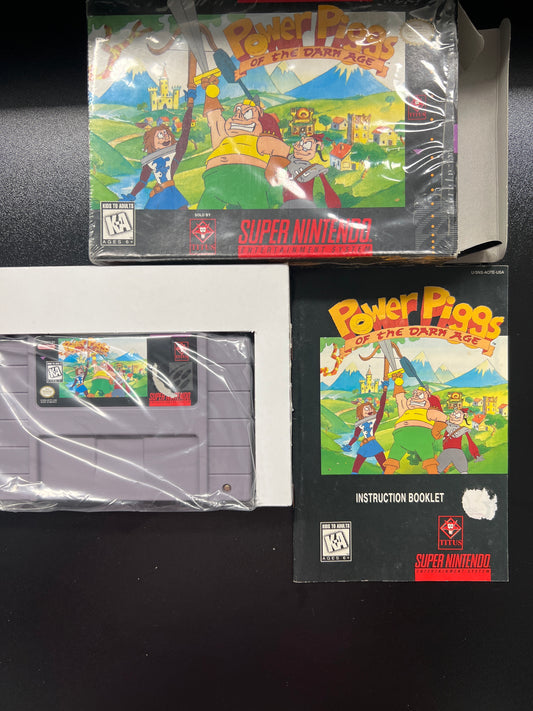 Power Piggs
OF THE DARK AGE
KIDS TO ADULTS
K-A
AGES 6+
SOLD BY
TITUS
SUPER NINTENDO
ENTERTAINMENT SYSTEM
Power Piggs
OF THE DARK AGE
K-A
SUPER NINTENDO
U/SNS-AOTE-USA
Power Piggs
OF THE DARK AGE
INSTRUCTION BOOKLET
KIDS TO ADULTS
K-A
AGES 6+
TITUS
SUPER NINTENDO
ENTERTAINMENT SYSTEM